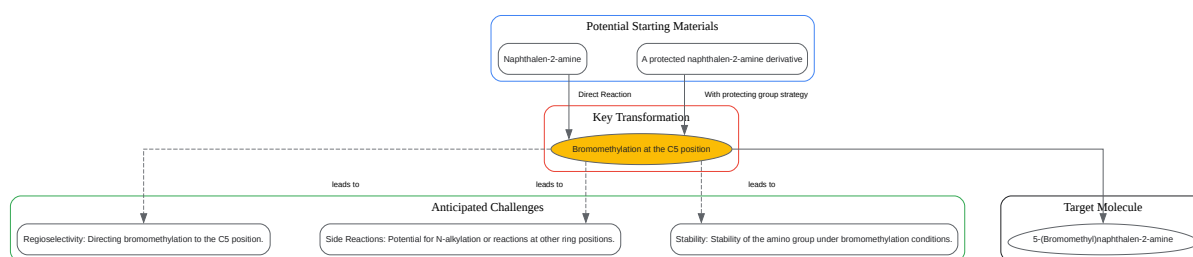 Potential Starting Materials
Naphthalen-2-amine
A protected naphthalen-2-amine derivative
Direct Reaction
With protecting group strategy
Key Transformation
Bromomethylation at the C5 position
leads to
leads to
leads to
Anticipated Challenges
Target Molecule
Regioselectivity: Directing bromomethylation to the C5 position.
Side Reactions: Potential for N-alkylation or reactions at other ring positions.
Stability: Stability of the amino group under bromomethylation conditions.
5-(Bromomethyl)naphthalen-2-amine